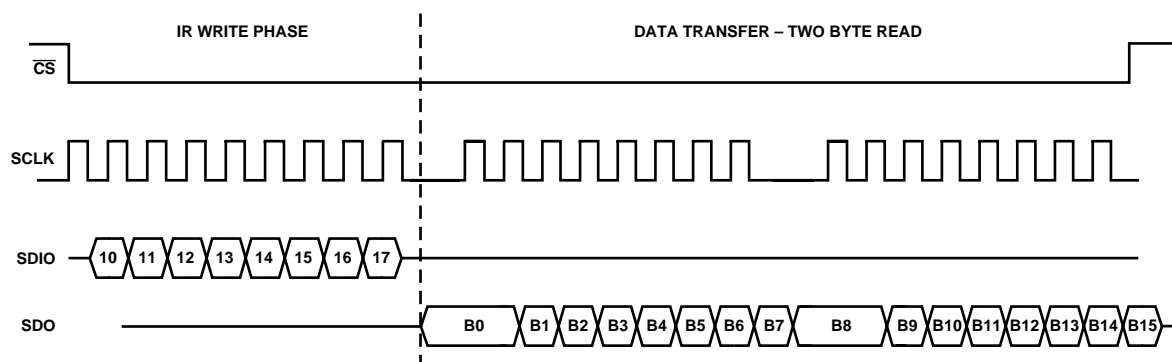 IR WRITE PHASE DATA TRANSFER – TWO BYTE READ
CS
SCLK
SDIO 10 11 12 13 14 15 16 17
SDO B0 B1 B2 B3 B4 B5 B6 B7 B8 B9 B10 B11 B12 B13 B14 B15